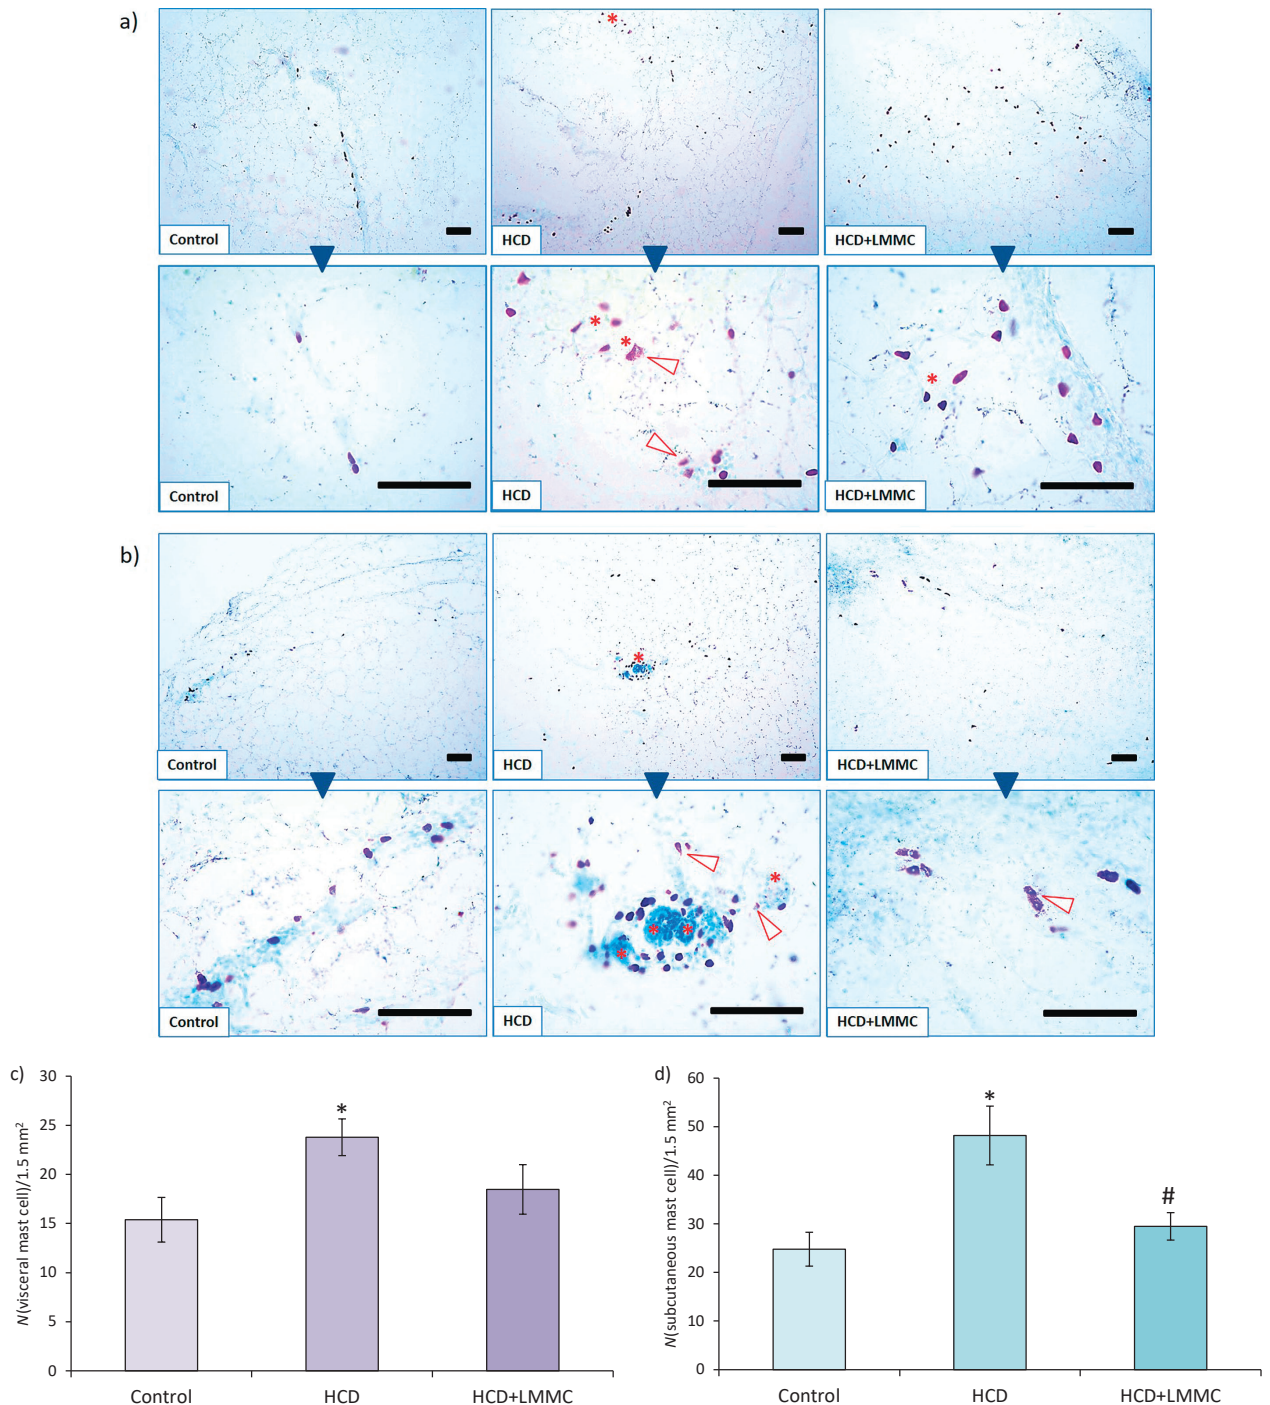 a)
*
Control
HCD
HCD+LMMC
*
*
*
Control
HCD
HCD+LMMC
b)
*
Control
HCD
HCD+LMMC
*
* *
*
Control
HCD
HCD+LMMC
c)
N(visceral mast cell)/1.5 mm²
30
25
20
15
10
5
0
*
Control
HCD
HCD+LMMC
d)
N(subcutaneous mast cell)/1.5 mm²
60
50
40
30
20
10
0
*
#
Control
HCD
HCD+LMMC